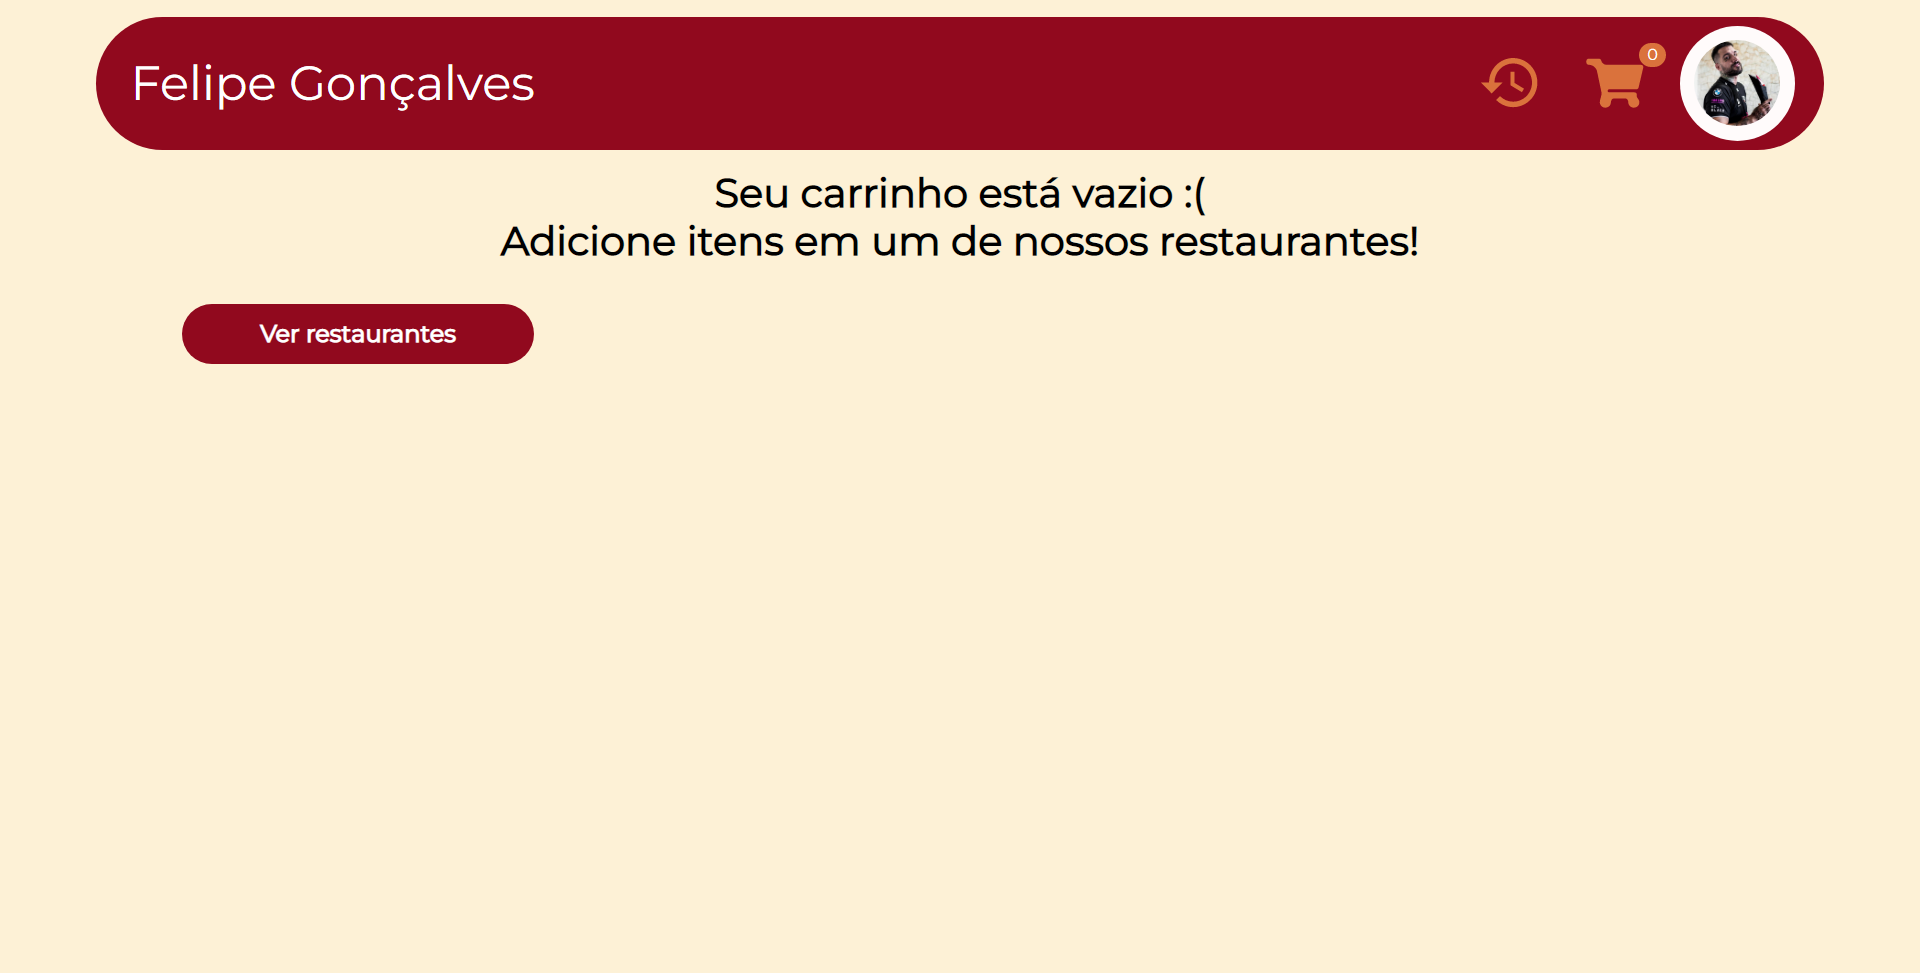 Felipe Gonçalves
0
Seu carrinho está vazio :(
Adicione itens em um de nossos restaurantes!
Ver restaurantes